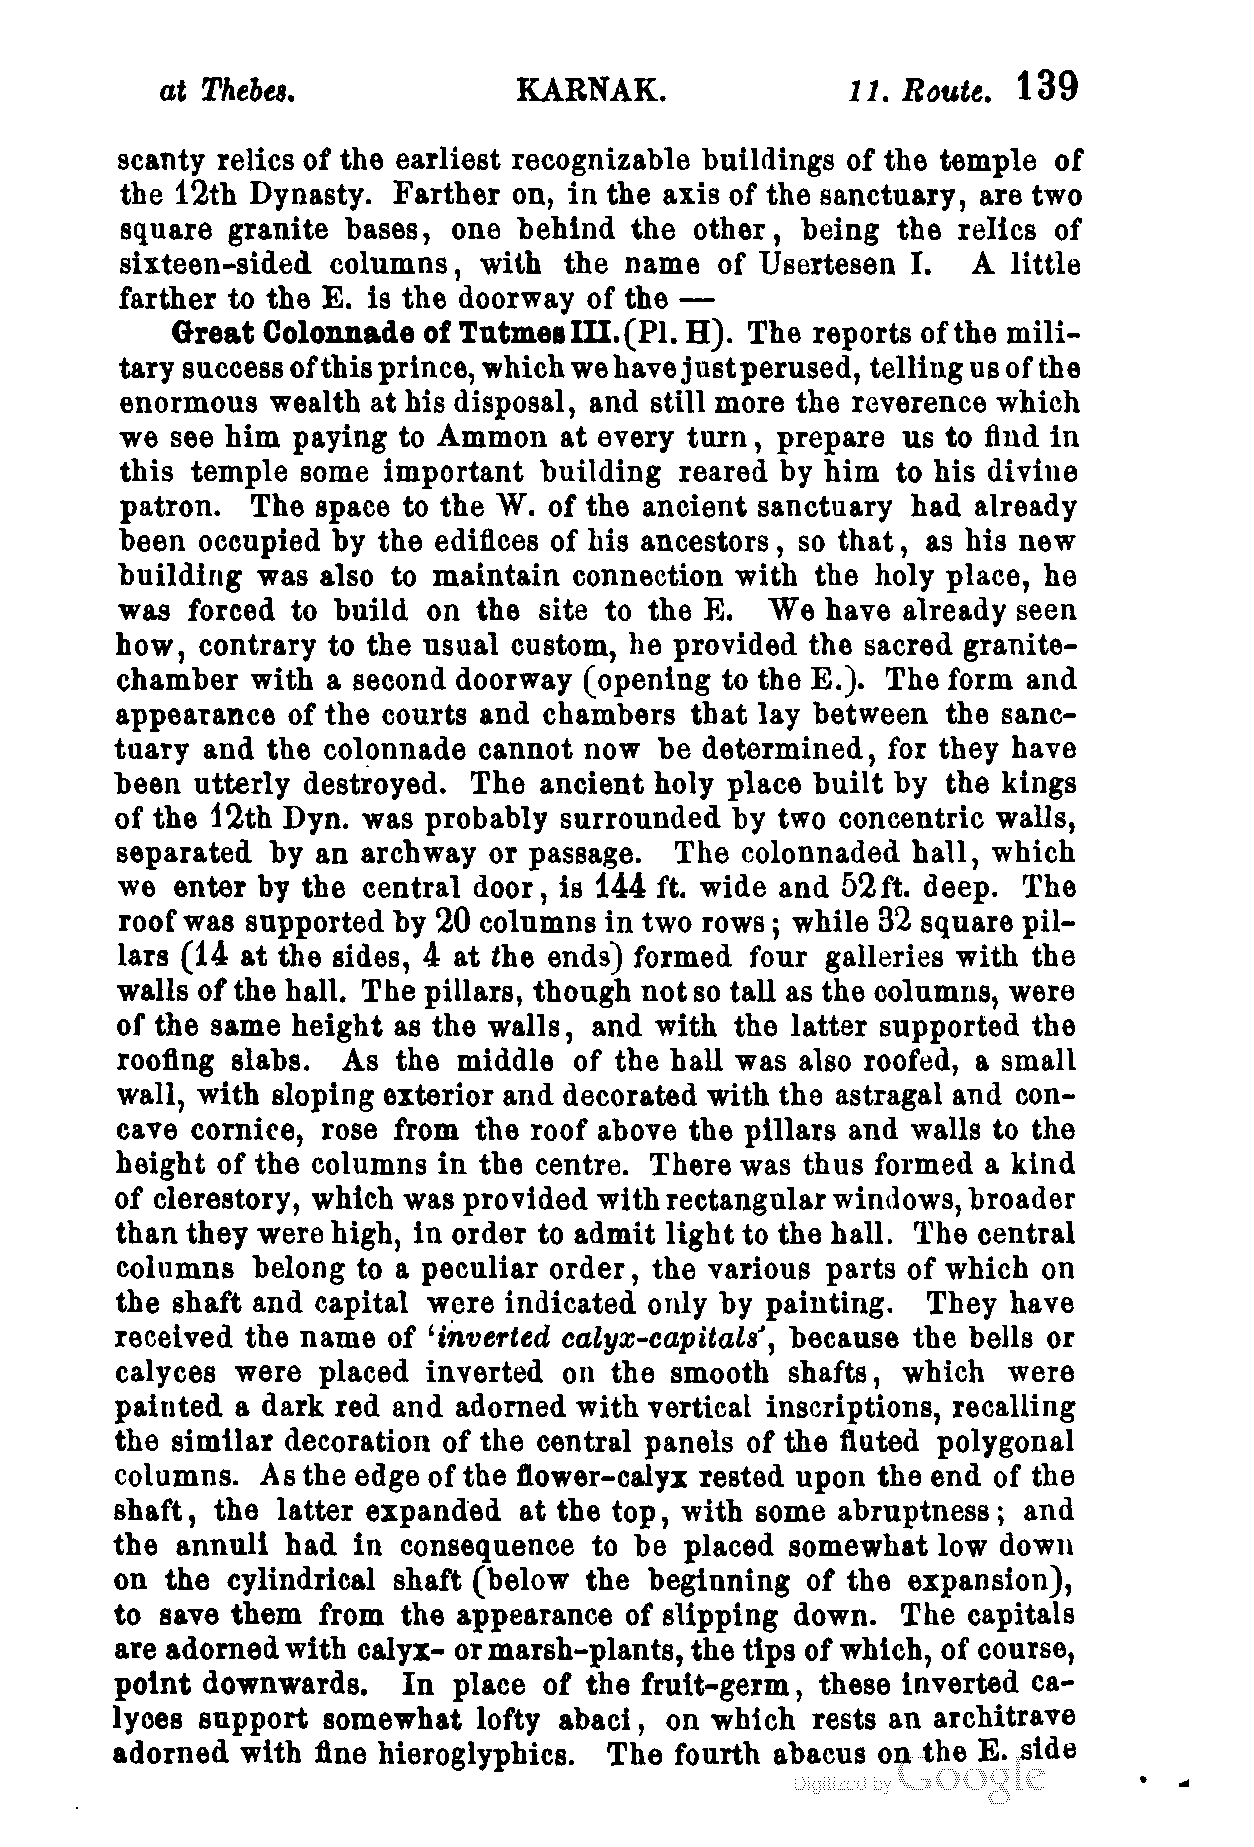 at Thebes. KARNAK. 11. Route. 139
scanty relics of the earliest recognizable buildings of the temple of
the 12th Dynasty. Farther on, in the axis of the sanctuary, are two
square granite bases, one behind the other, being the relics of
sixteen-sided columns, with the name of Usertesen I. A little
farther to the E. is the doorway of the —
Great Colonnade of Tutmes III. (Pl. H). The reports of the mili-
tary success of this prince, which we have just perused, telling us of the
enormous wealth at his disposal, and still more the reverence which
we see him paying to Ammon at every turn, prepare us to find in
this temple some important building reared by him to his divine
patron. The space to the W. of the ancient sanctuary had already
been occupied by the edifices of his ancestors, so that, as his new
building was also to maintain connection with the holy place, he
was forced to build on the site to the E. We have already seen
how, contrary to the usual custom, he provided the sacred granite-
chamber with a second doorway (opening to the E.). The form and
appearance of the courts and chambers that lay between the sanc-
tuary and the colonnade cannot now be determined, for they have
been utterly destroyed. The ancient holy place built by the kings
of the 12th Dyn. was probably surrounded by two concentric walls,
separated by an archway or passage. The colonnaded hall, which
we enter by the central door, is 144 ft. wide and 52 ft. deep. The
roof was supported by 20 columns in two rows; while 32 square pil-
lars (14 at the sides, 4 at the ends) formed four galleries with the
walls of the hall. The pillars, though not so tall as the columns, were
of the same height as the walls, and with the latter supported the
roofing slabs. As the middle of the hall was also roofed, a small
wall, with sloping exterior and decorated with the astragal and con-
cave cornice, rose from the roof above the pillars and walls to the
height of the columns in the centre. There was thus formed a kind
of clerestory, which was provided with rectangular windows, broader
than they were high, in order to admit light to the hall. The central
columns belong to a peculiar order, the various parts of which on
the shaft and capital were indicated only by painting. They have
received the name of 'inverted calyx-capitals', because the bells or
calyces were placed inverted on the smooth shafts, which were
painted a dark red and adorned with vertical inscriptions, recalling
the similar decoration of the central panels of the fluted polygonal
columns. As the edge of the flower-calyx rested upon the end of the
shaft, the latter expanded at the top, with some abruptness; and
the annuli had in consequence to be placed somewhat low down
on the cylindrical shaft (below the beginning of the expansion),
to save them from the appearance of slipping down. The capitals
are adorned with calyx- or marsh-plants, the tips of which, of course,
point downwards. In place of the fruit-germ, these inverted ca-
lyces support somewhat lofty abaci, on which rests an architrave
adorned with fine hieroglyphics. The fourth abacus on the E. side
Digitized by Google